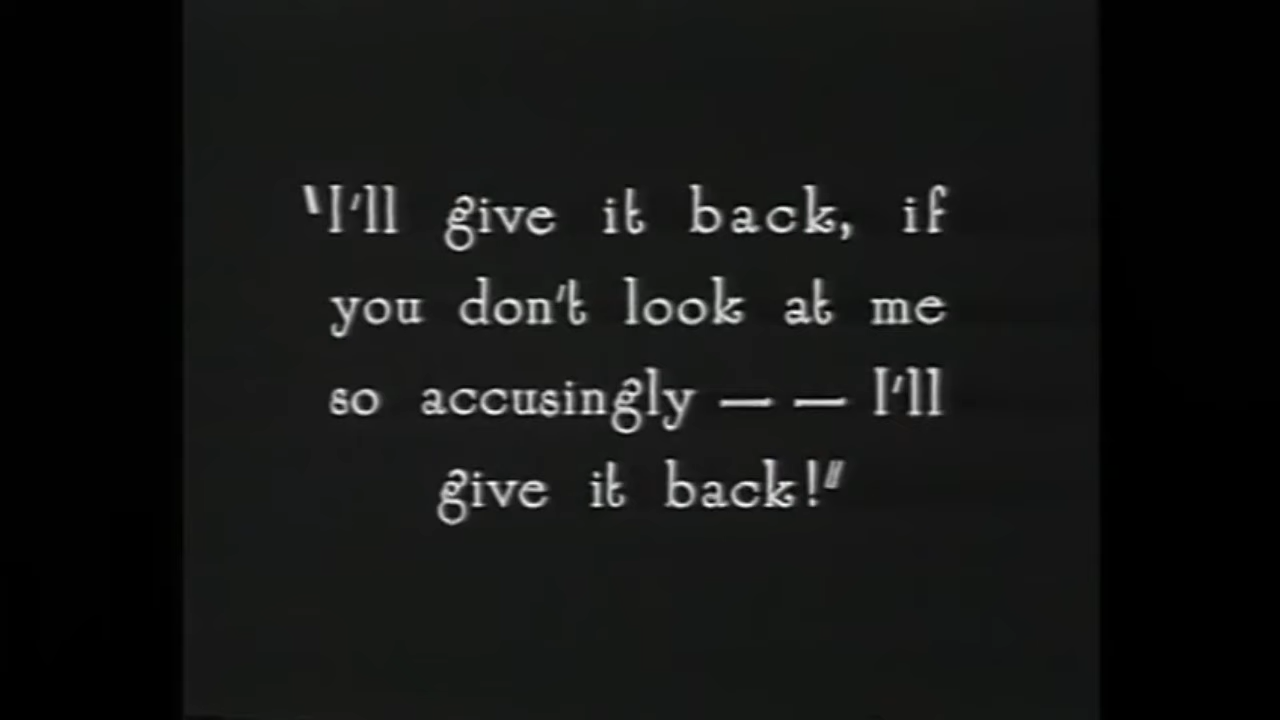 "I'll give it back, if
you don't look at me
so accusingly — — I'll
give it back!"